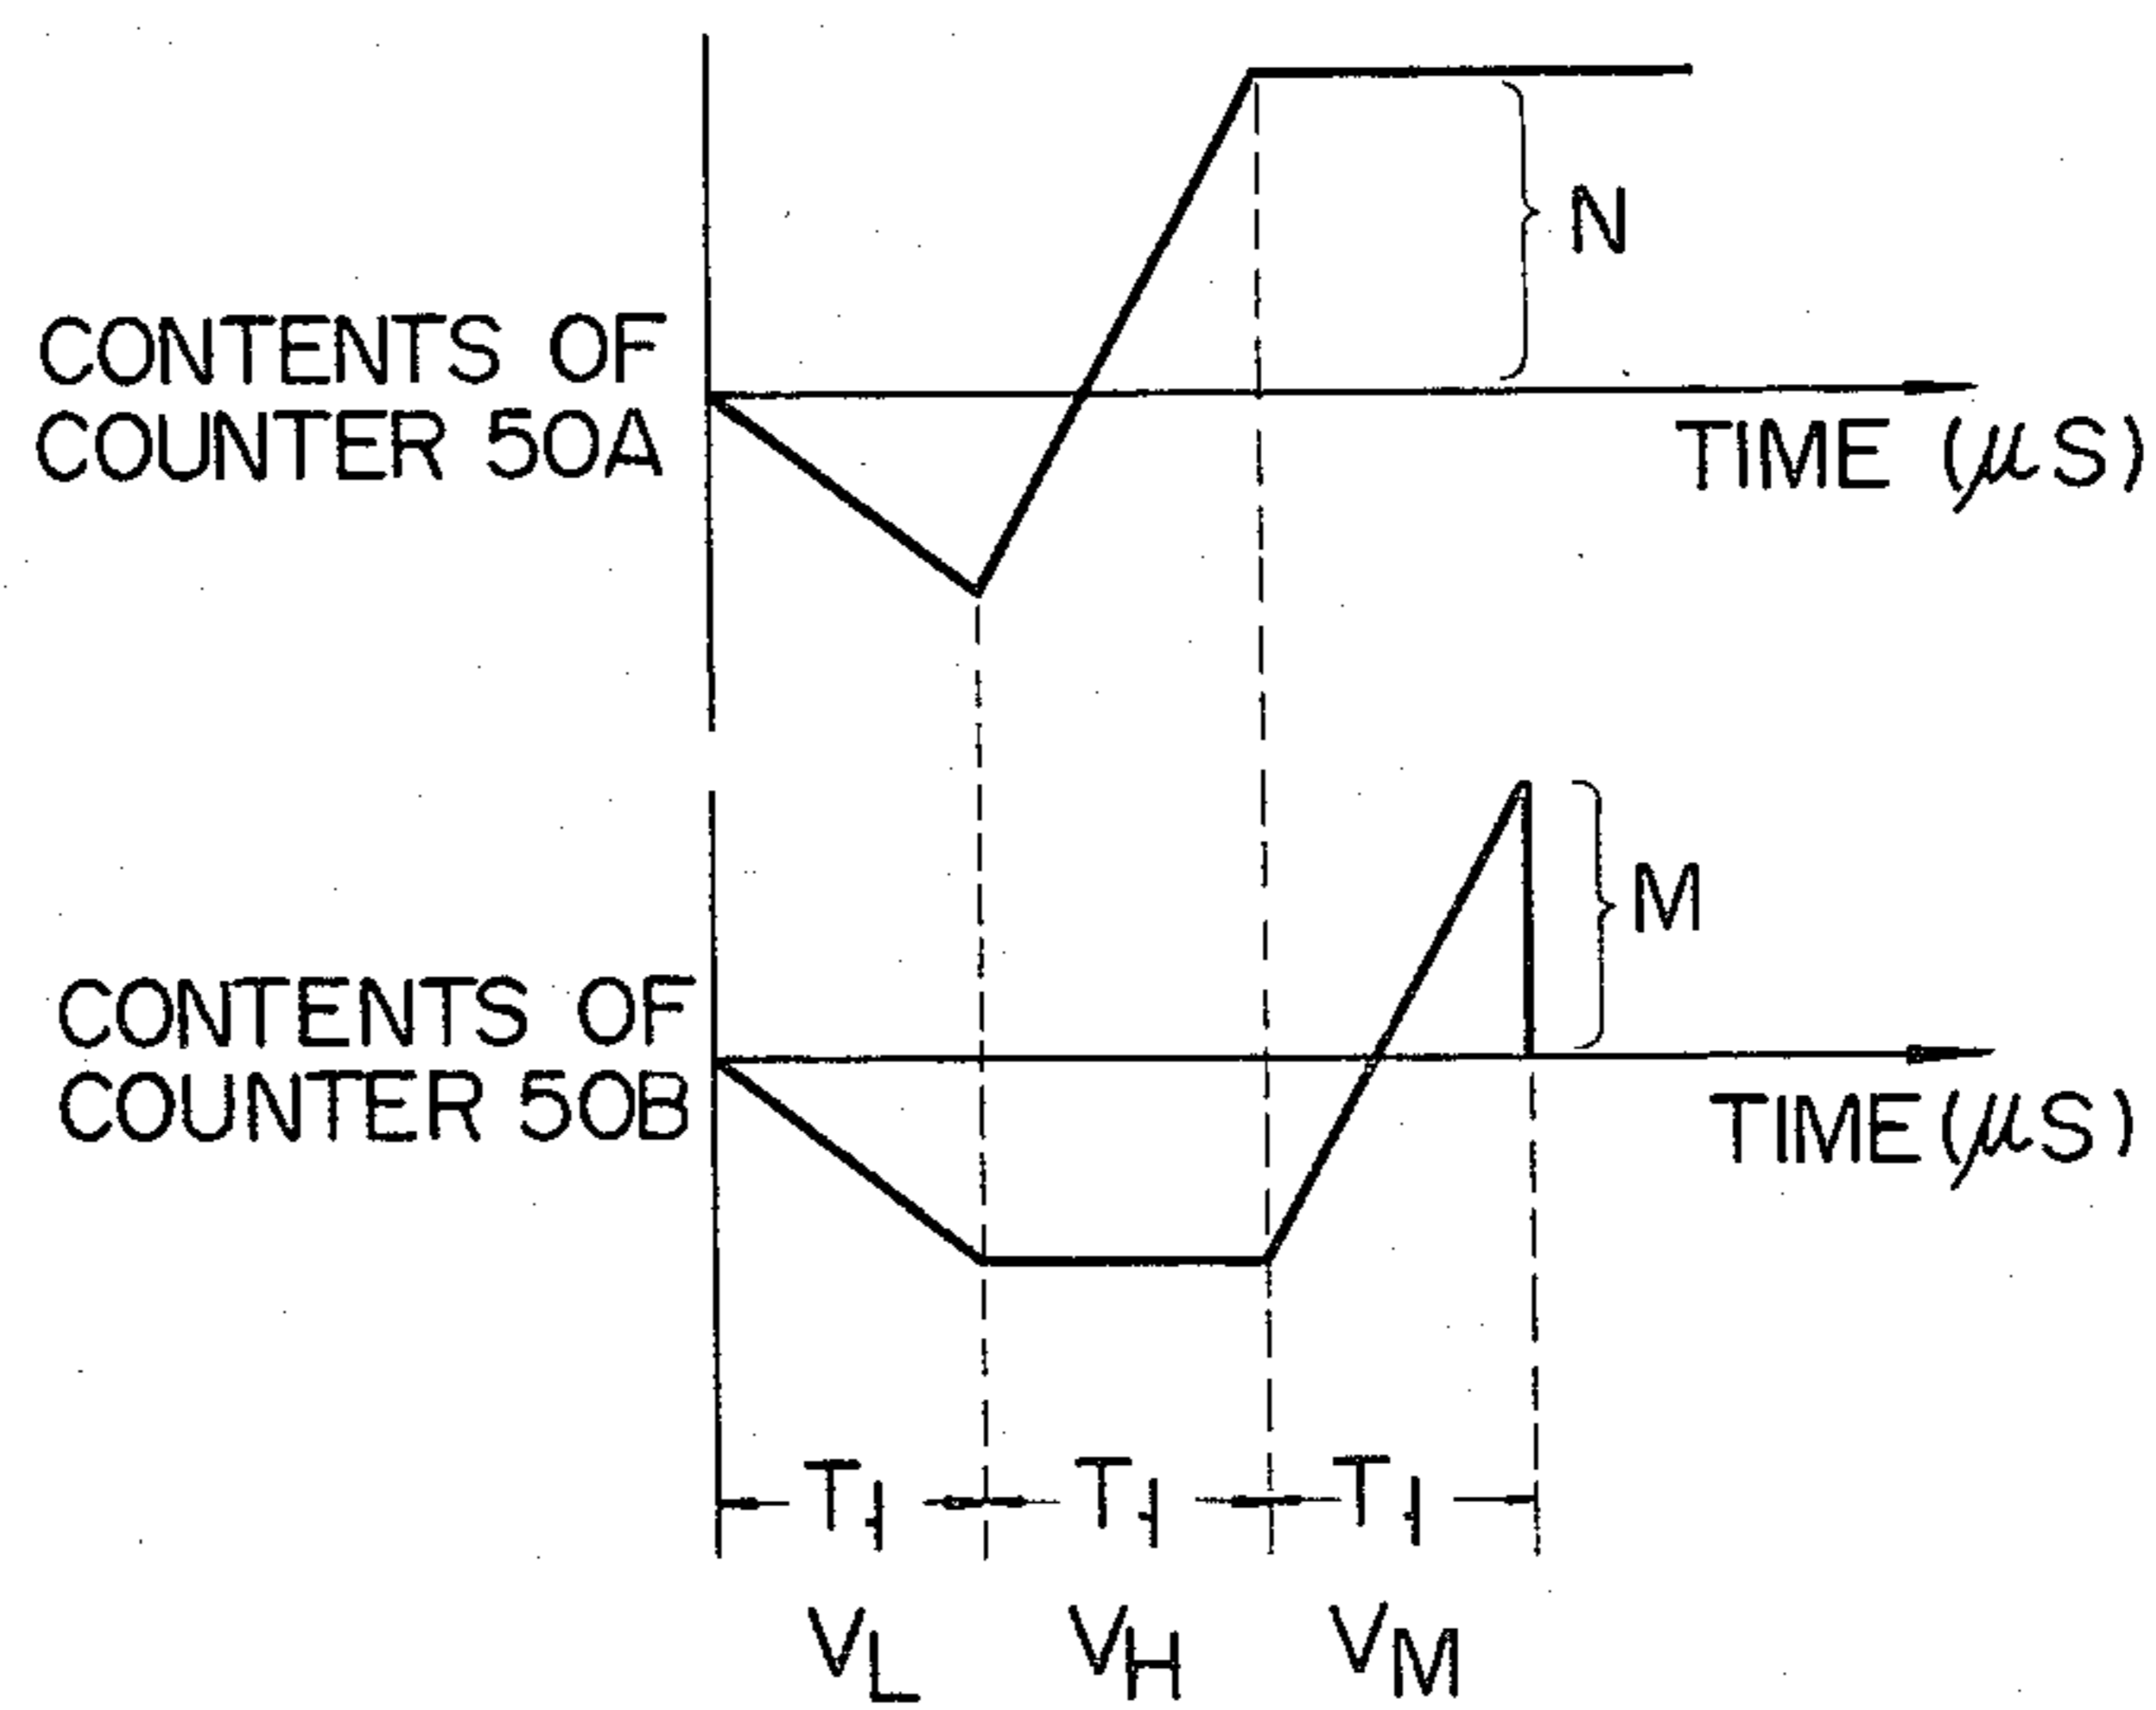 N
CONTENTS OF
COUNTER 50A
TIME (μS)
M
CONTENTS OF
COUNTER 50B
TIME (μS)
T1 T1 T1
VL VH VM